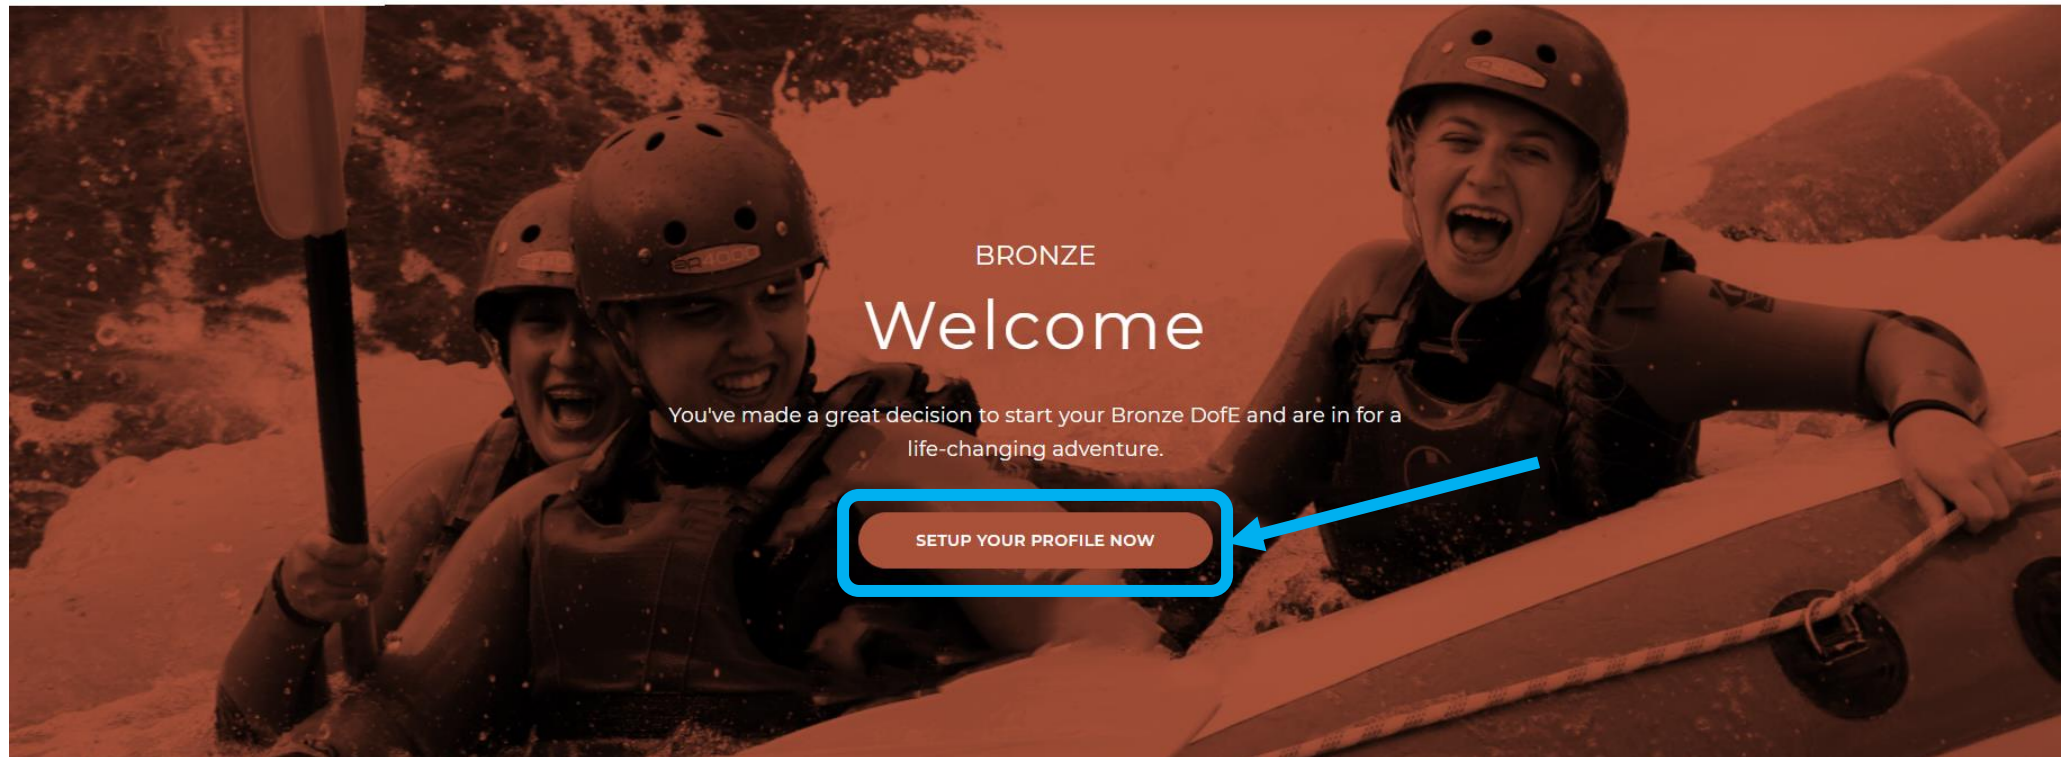 BRONZE
Welcome
You've made a great decision to start your Bronze DofE and are in for a
life-changing adventure.
SETUP YOUR PROFILE NOW